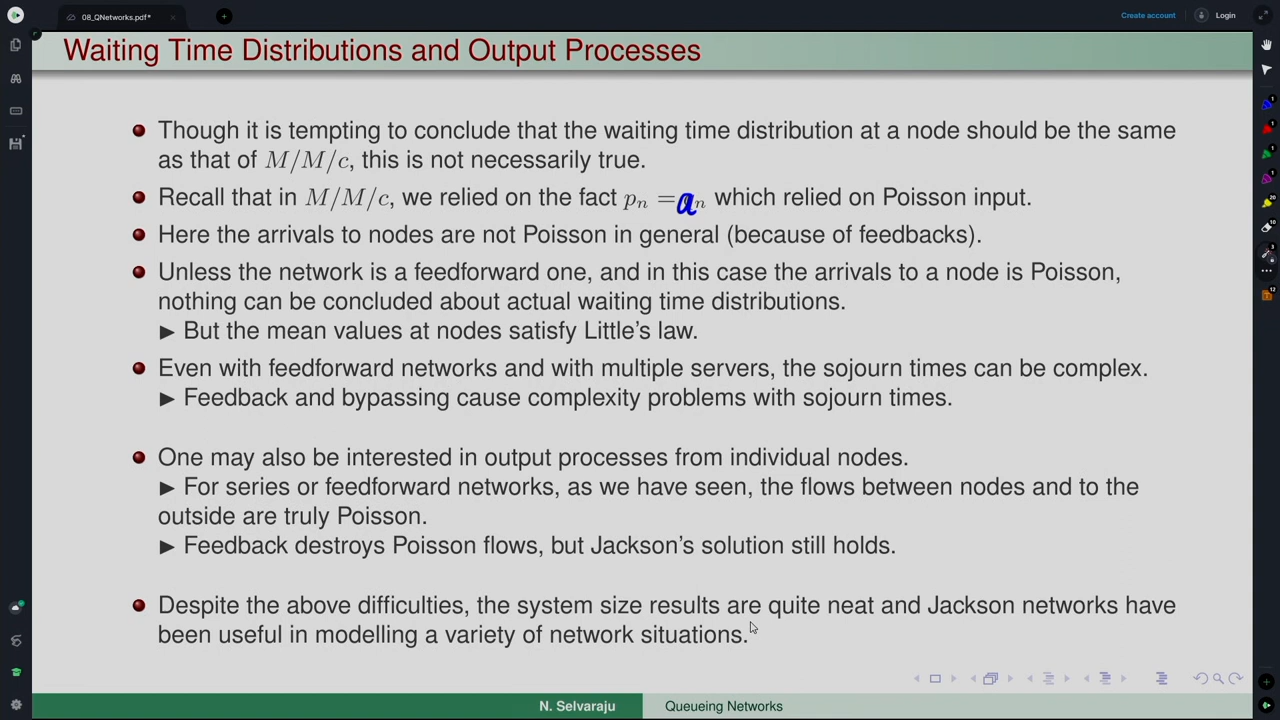 08_QNetworks.pdf*
Create account
Login
Waiting Time Distributions and Output Processes
Though it is tempting to conclude that the waiting time distribution at a node should be the same
as that of M/M/c, this is not necessarily true.
Recall that in M/M/c, we relied on the fact pn = an which relied on Poisson input.
Here the arrivals to nodes are not Poisson in general (because of feedbacks).
Unless the network is a feedforward one, and in this case the arrivals to a node is Poisson,
nothing can be concluded about actual waiting time distributions.
► But the mean values at nodes satisfy Little's law.
Even with feedforward networks and with multiple servers, the sojourn times can be complex.
► Feedback and bypassing cause complexity problems with sojourn times.
One may also be interested in output processes from individual nodes.
► For series or feedforward networks, as we have seen, the flows between nodes and to the
outside are truly Poisson.
► Feedback destroys Poisson flows, but Jackson's solution still holds.
Despite the above difficulties, the system size results are quite neat and Jackson networks have
been useful in modelling a variety of network situations.
N. Selvaraju
Queueing Networks